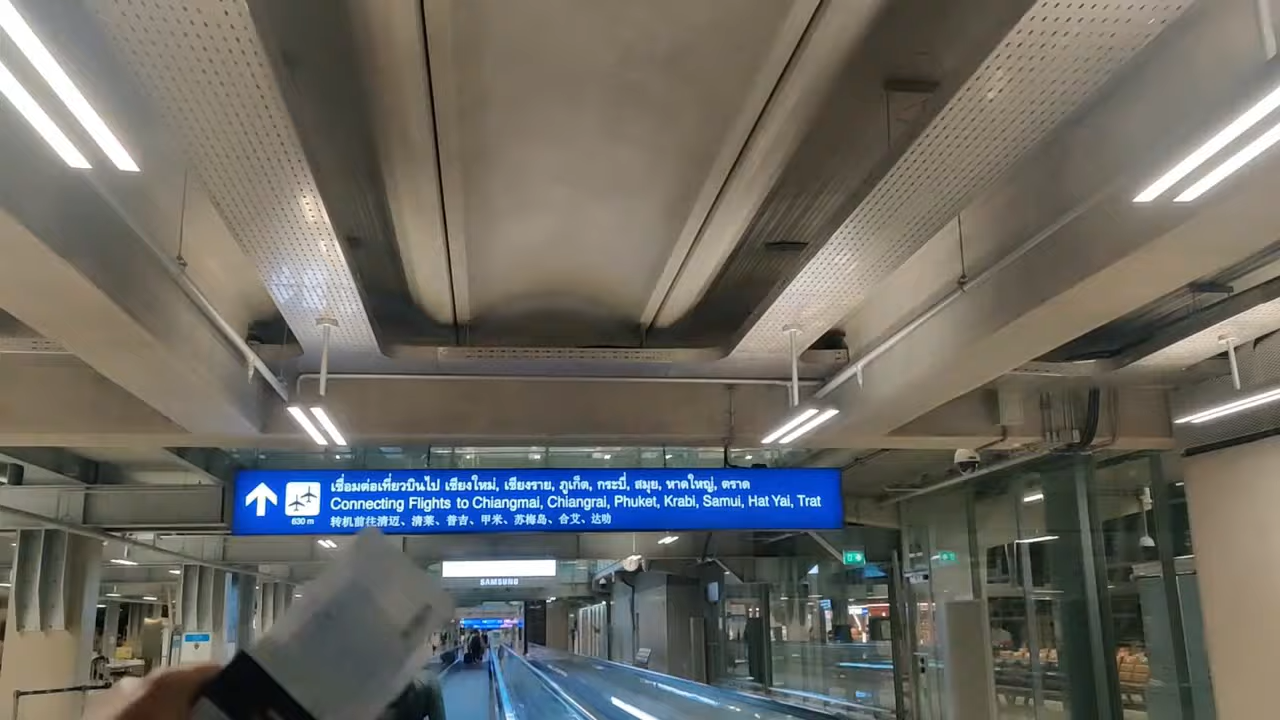 เชื่อมต่อเที่ยวบินไป เชียงใหม่, เชียงราย, ภูเก็ต, กระบี่, สมุย, หาดใหญ่, ตราด
Connecting Flights to Chiangmai, Chiangrai, Phuket, Krabi, Samui, Hat Yai, Trat
630 m
转机前往清迈、清莱、普吉、甲米、苏梅岛、合艾、达叻
SAMSUNG